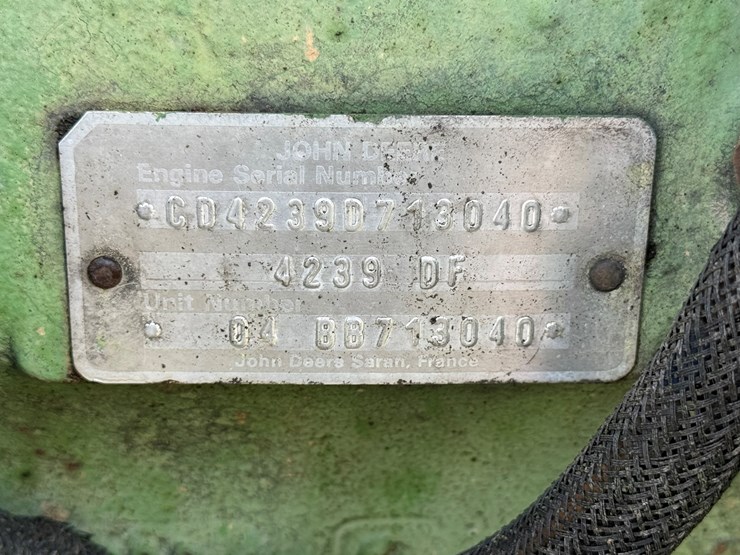 JOHN DEERE
Engine Serial Number
*CD4239D713040*
4239 DF
Unit Number
* 04 BB713040*
John Deere Saran, France